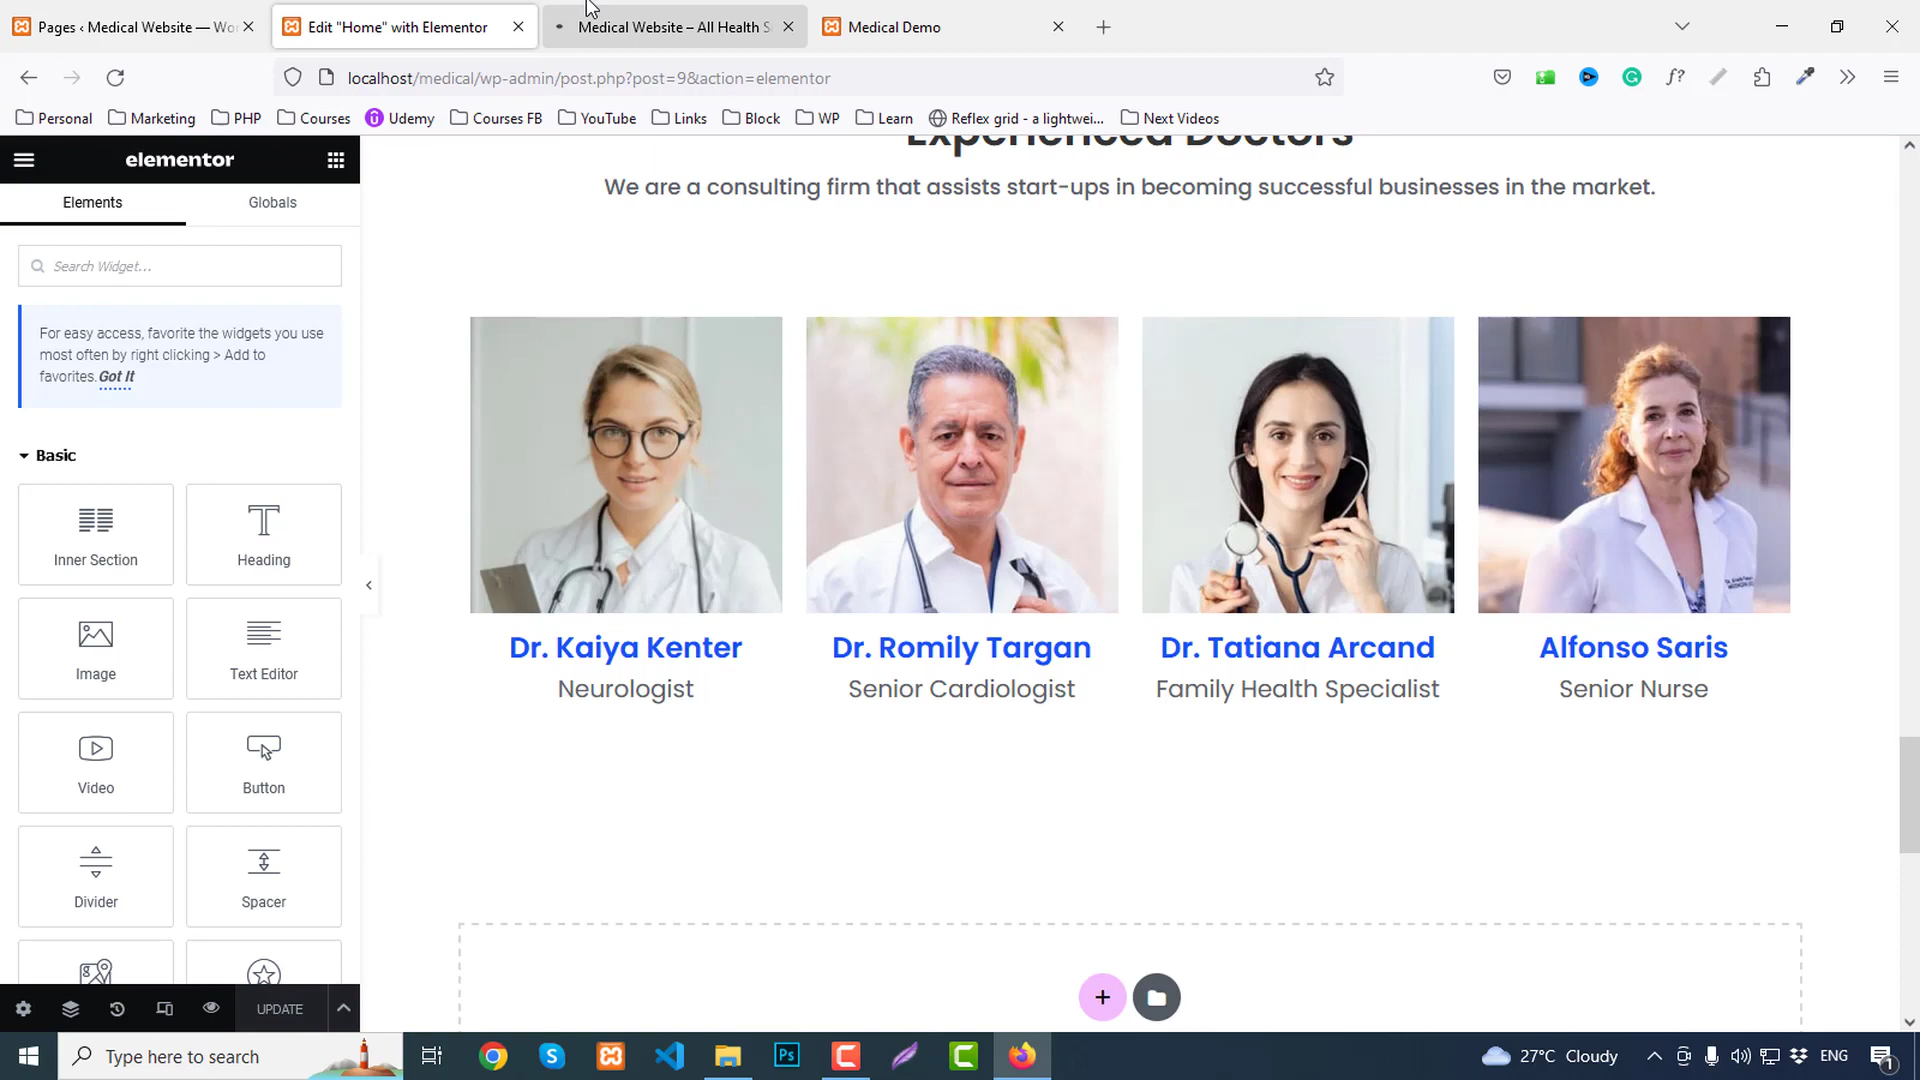 Pages ‹ Medical Website — Wo
Edit "Home" with Elementor
Medical Website – All Health S
Medical Demo
localhost/medical/wp-admin/post.php?post=9&action=elementor
Personal
Marketing
PHP
Courses
Udemy
Courses FB
YouTube
Links
Block
WP
Learn
Reflex grid - a lightwei...
Next Videos
elementor
Elements
Globals
Search Widget...
For easy access, favorite the widgets you use
most often by right clicking > Add to
favorites. Got It
Basic
Inner Section
Heading
Image
Text Editor
Video
Button
Divider
Spacer
UPDATE
Experienced Doctors
We are a consulting firm that assists start-ups in becoming successful businesses in the market.
Dr. Kaiya Kenter
Neurologist
Dr. Romily Targan
Senior Cardiologist
Dr. Tatiana Arcand
Family Health Specialist
Alfonso Saris
Senior Nurse
Type here to search
27°C Cloudy
ENG
1